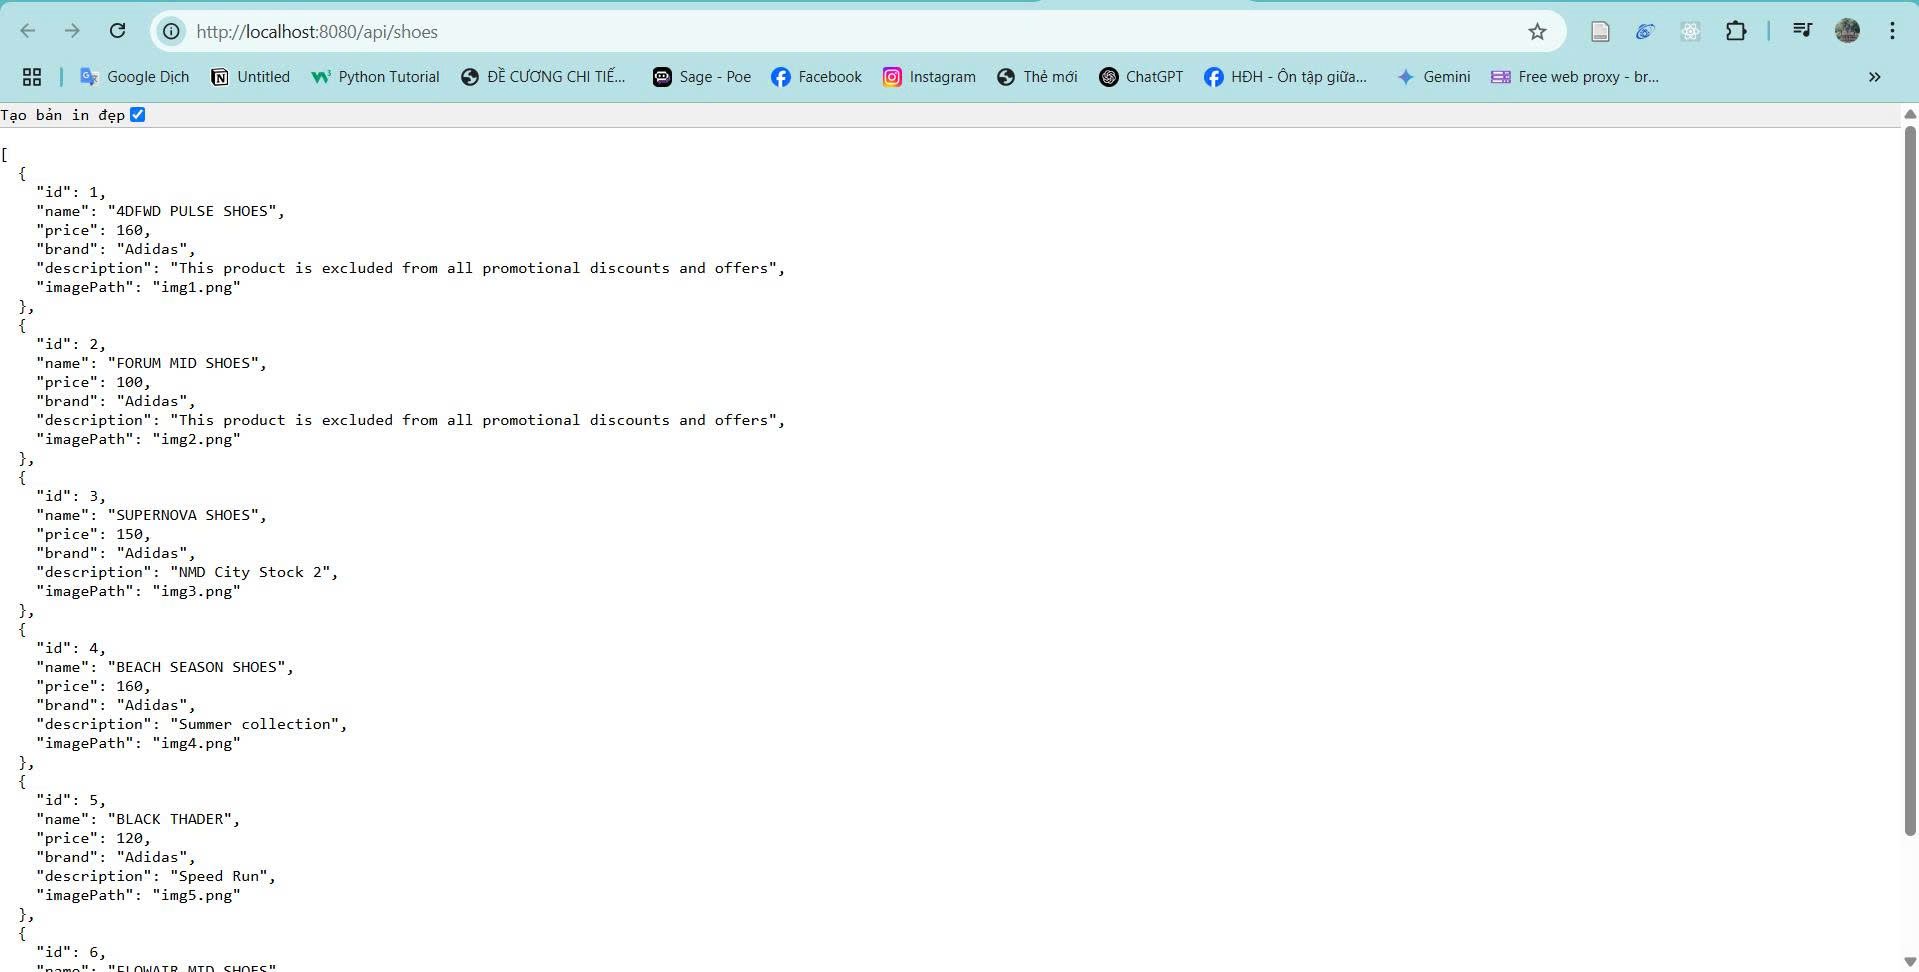 http://localhost:8080/api/shoes
Google Dịch Untitled Python Tutorial ĐỀ CƯƠNG CHI TIẾ... Sage - Poe Facebook Instagram Thẻ mới ChatGPT HĐH - Ôn tập giữa... Gemini Free web proxy - br... »
Tạo bản in đẹp
[
  {
    "id": 1,
    "name": "4DFWD PULSE SHOES",
    "price": 160,
    "brand": "Adidas",
    "description": "This product is excluded from all promotional discounts and offers",
    "imagePath": "img1.png"
  },
  {
    "id": 2,
    "name": "FORUM MID SHOES",
    "price": 100,
    "brand": "Adidas",
    "description": "This product is excluded from all promotional discounts and offers",
    "imagePath": "img2.png"
  },
  {
    "id": 3,
    "name": "SUPERNOVA SHOES",
    "price": 150,
    "brand": "Adidas",
    "description": "NMD City Stock 2",
    "imagePath": "img3.png"
  },
  {
    "id": 4,
    "name": "BEACH SEASON SHOES",
    "price": 160,
    "brand": "Adidas",
    "description": "Summer collection",
    "imagePath": "img4.png"
  },
  {
    "id": 5,
    "name": "BLACK THADER",
    "price": 120,
    "brand": "Adidas",
    "description": "Speed Run",
    "imagePath": "img5.png"
  },
  {
    "id": 6,
    "name": "FLOWAIR MID SHOES"